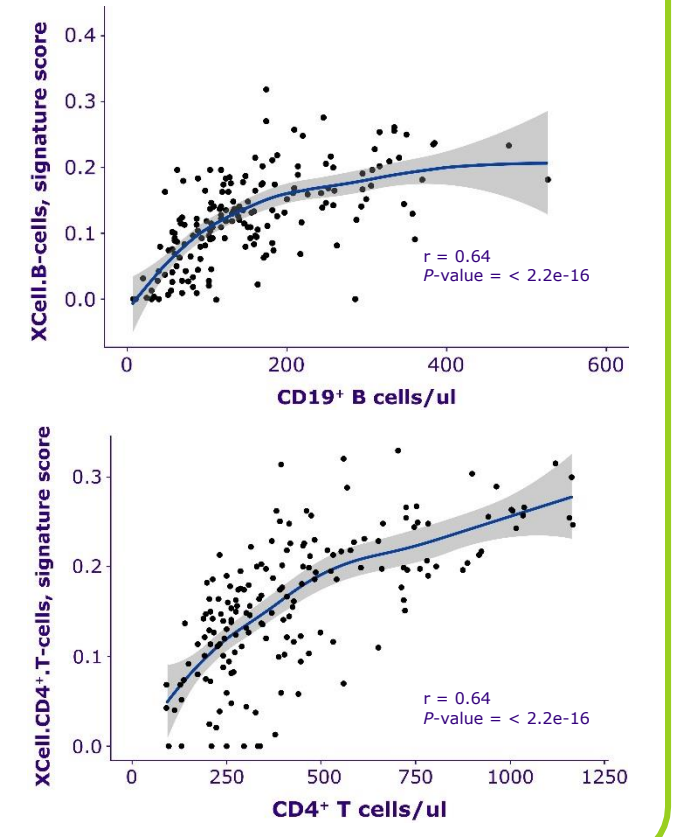 XCell.B-cells, signature score
0.4
0.3
0.2
0.1
0.0
r = 0.64
P-value = < 2.2e-16
0 200 400 600
CD19⁺ B cells/ul
XCell.CD4⁺.T-cells, signature score
0.3
0.2
0.1
0.0
r = 0.64
P-value = < 2.2e-16
0 250 500 750 1000 1250
CD4⁺ T cells/ul